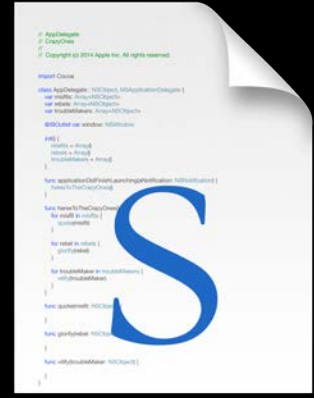 // AppDelegate
// CrazyOnes
//
// Copyright (c) 2014 Apple Inc. All rights reserved.
import Cocoa
class AppDelegate: NSObject, NSApplicationDelegate {
var misfits: Array<NSObject>
var rebels: Array<NSObject>
var troubleMakers: Array<NSObject>
@IBOutlet var window: NSWindow
init() {
misfits = Array()
rebels = Array()
troubleMakers = Array()
}
func applicationDidFinishLaunching(aNotification: NSNotification) {
heresToTheCrazyOnes()
}
func heresToTheCrazyOnes()
for misfit in misfits {
quote(misfit)
}
for rebel in rebels {
glorify(rebel)
}
for troubleMaker in troubleMakers {
vilify(troubleMaker)
}
func quote(misfit: NSObject
}
func glorify(rebel: NSObject
}
func vilify(troubleMaker: NSObject) {
}
}
S